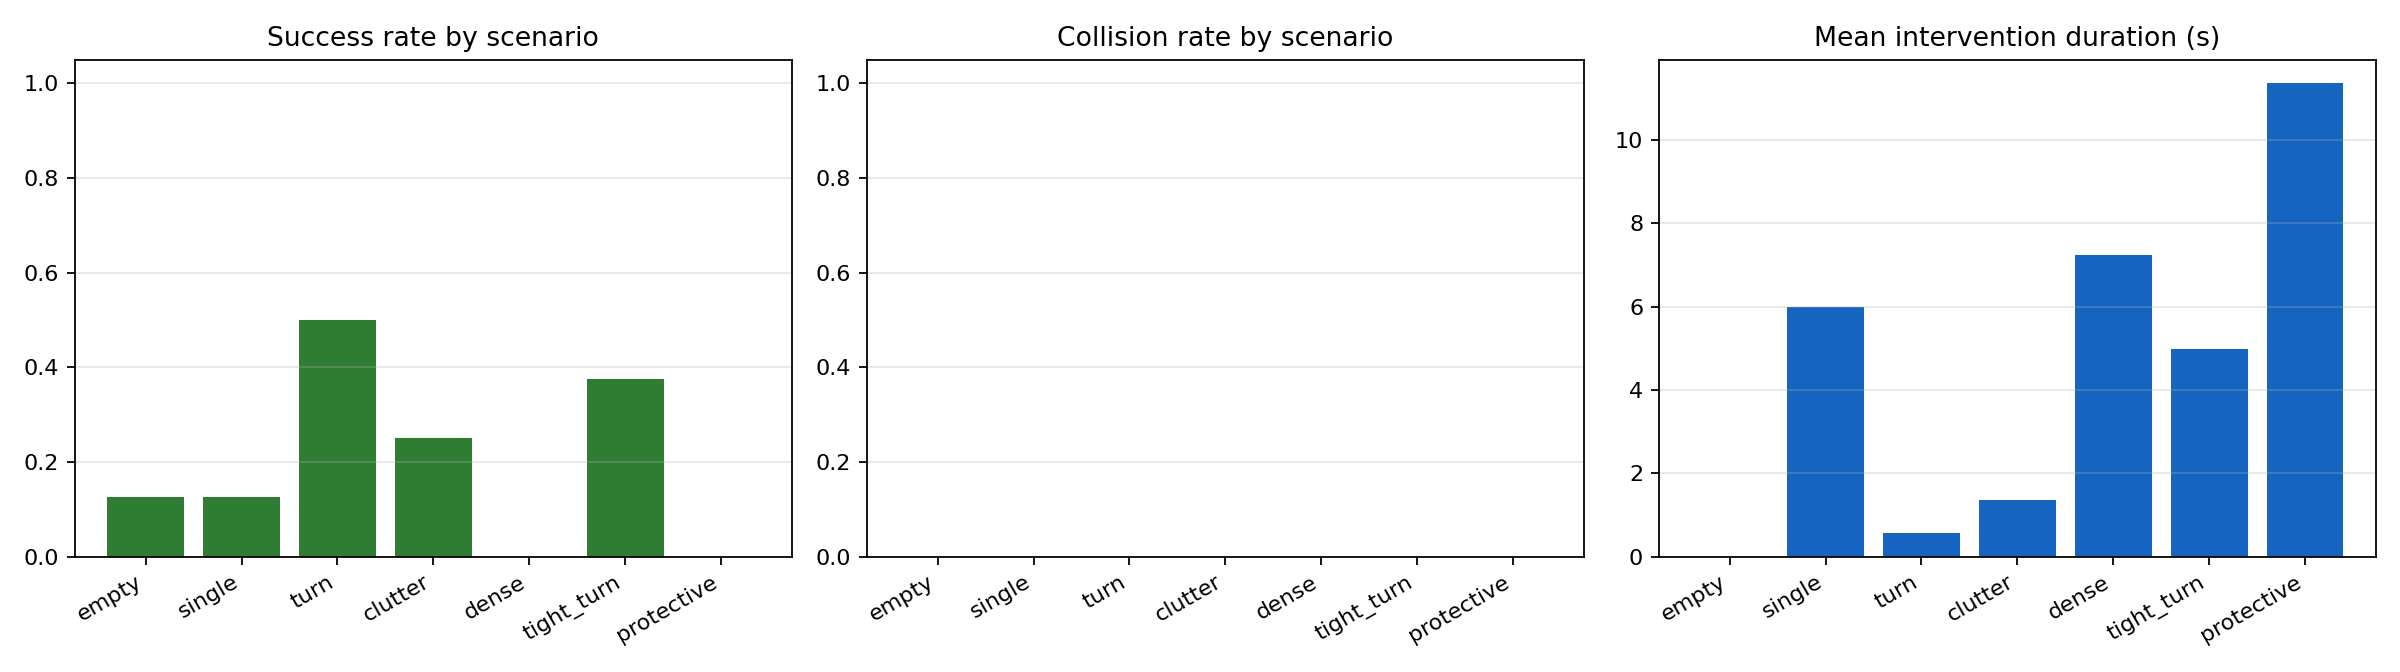 Success rate by scenario
1.0
0.8
0.6
0.4
0.2
0.0
empty
single
turn
clutter
dense
tight_turn
protective
Collision rate by scenario
1.0
0.8
0.6
0.4
0.2
0.0
empty
single
turn
clutter
dense
tight_turn
protective
Mean intervention duration (s)
10
8
6
4
2
0
empty
single
turn
clutter
dense
tight_turn
protective